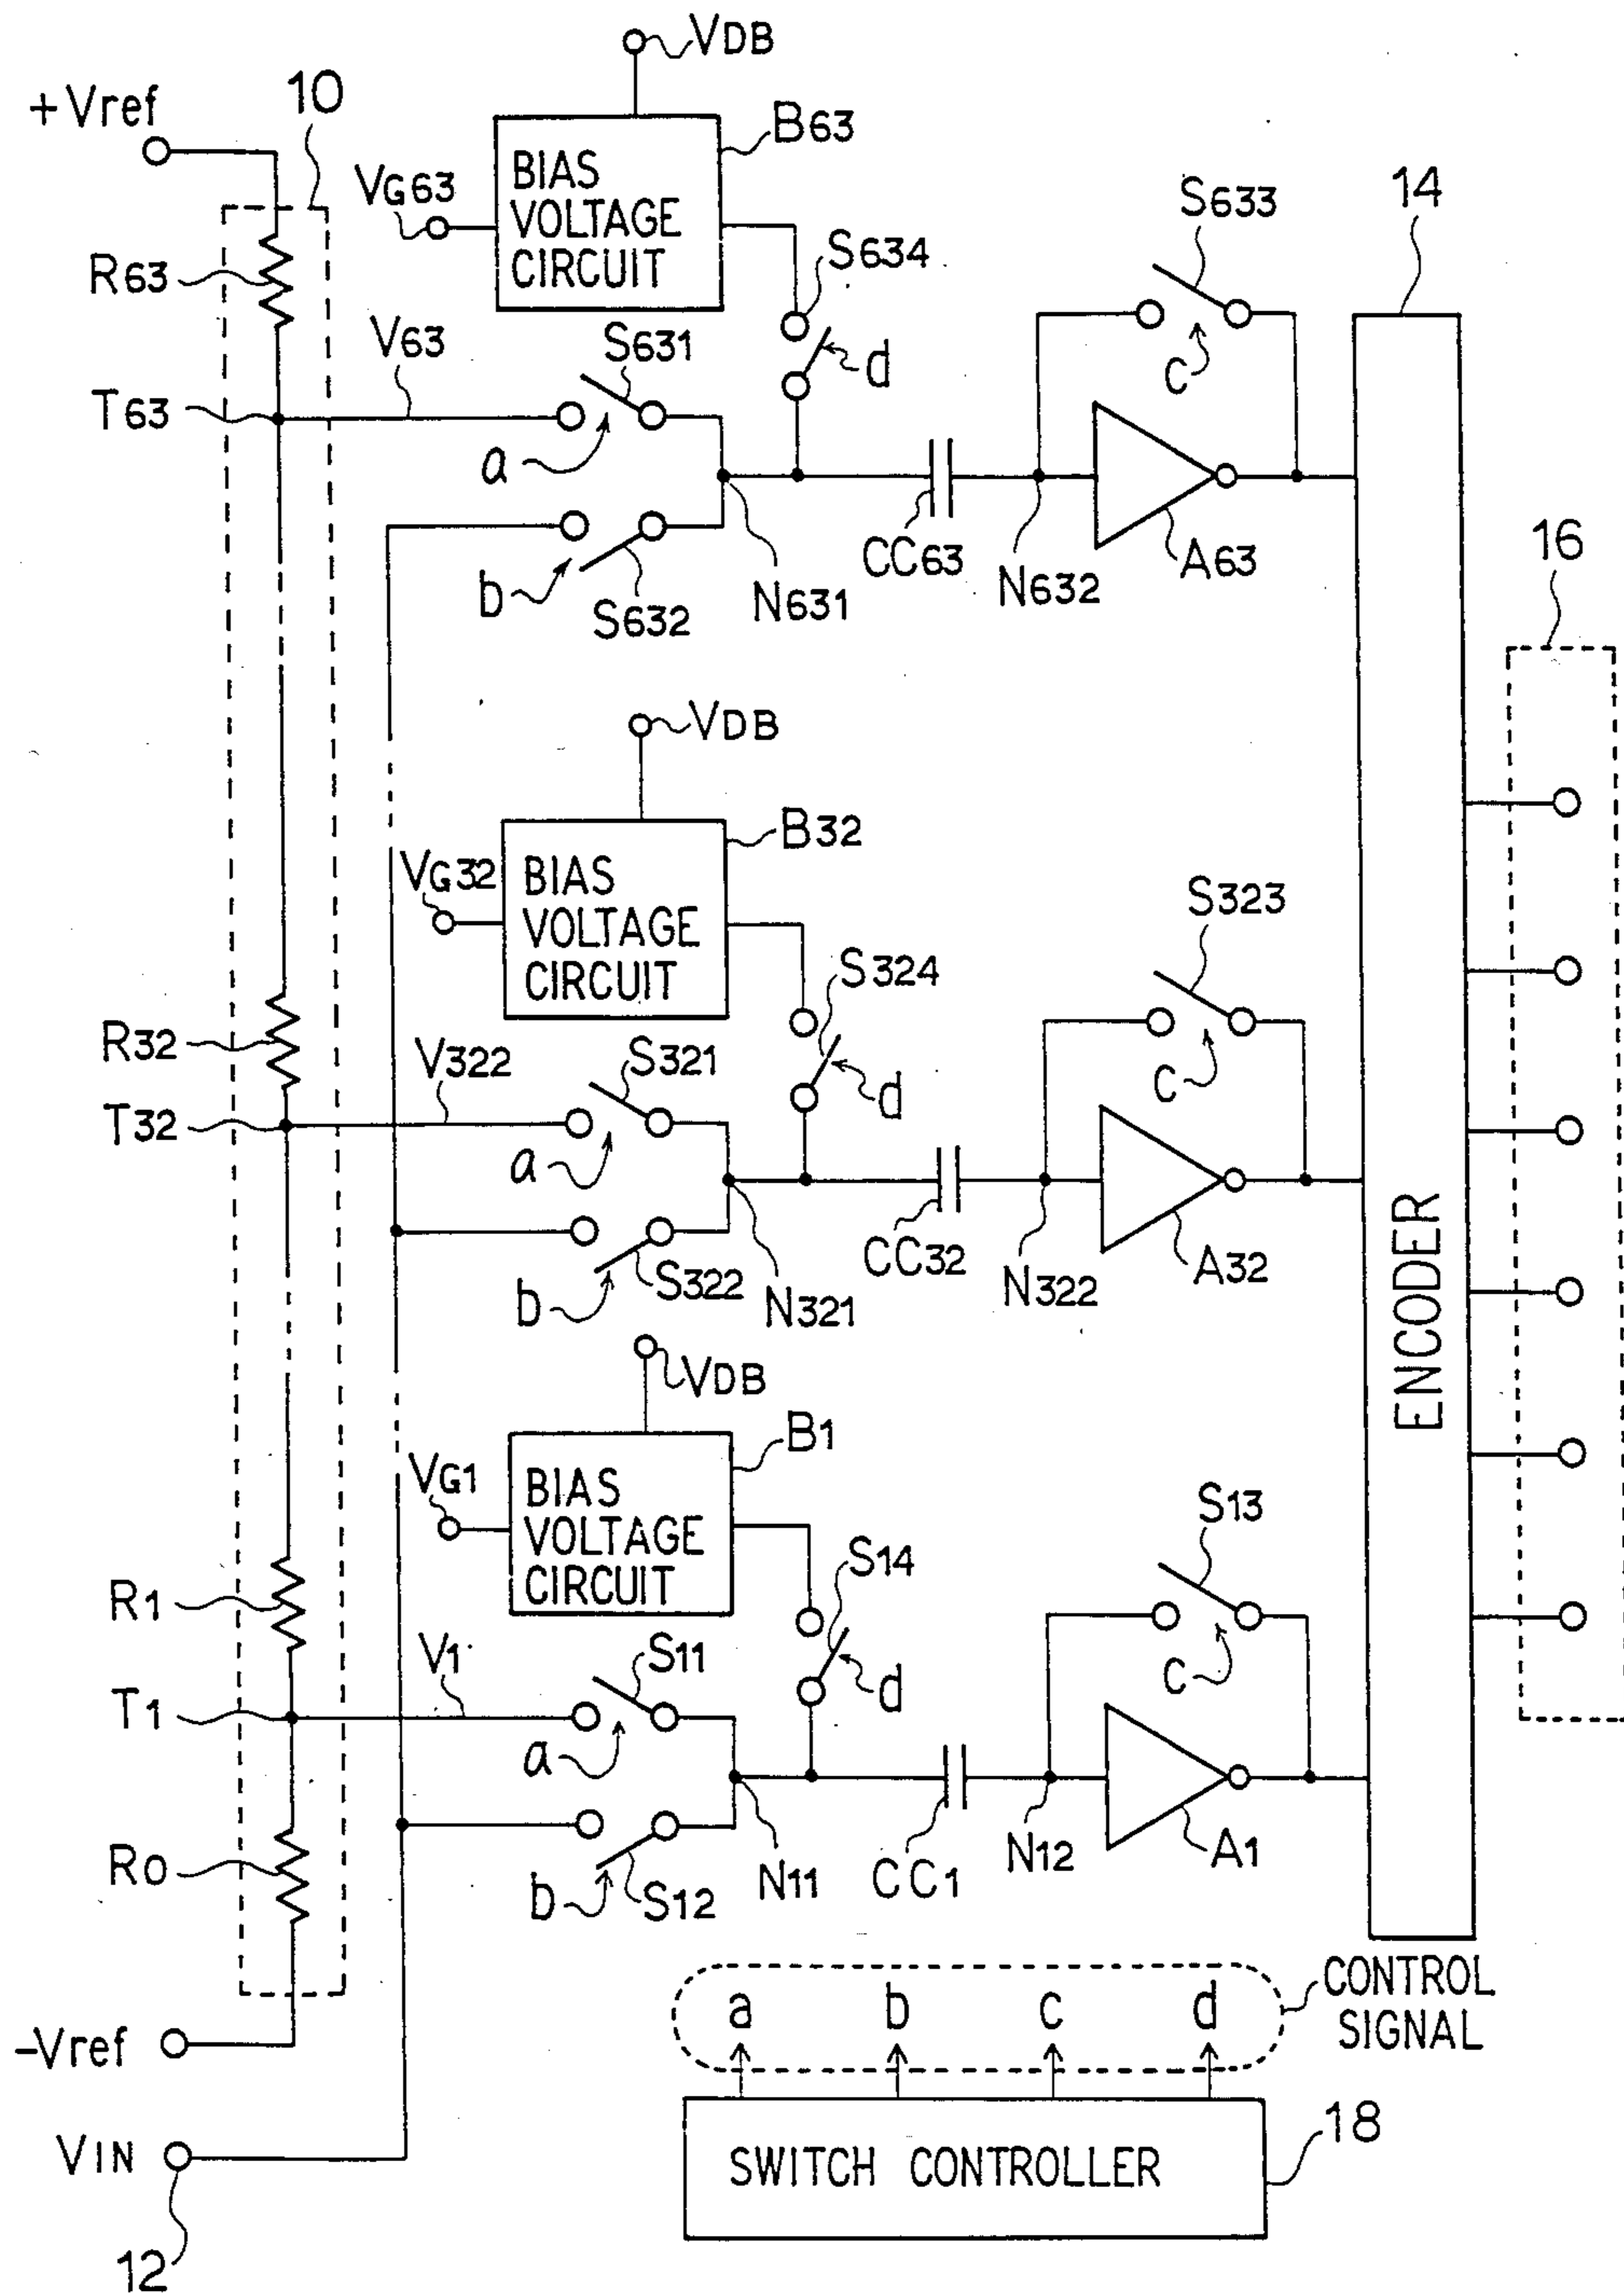 VDB
+Vref
10
B63
BIAS
VOLTAGE
CIRCUIT
VG63
S633
14
R63
S634
V63
S631
d
c
T63
a
CC63
A63
16
b
N632
S632
N631
VDB
B32
VG32
BIAS
VOLTAGE
CIRCUIT
S323
S324
R32
V322
S321
c
d
T32
a
CC32
A32
N322
S322
b
N321
ENCODER
VDB
B1
VG1
BIAS
VOLTAGE
CIRCUIT
S13
S14
R1
V1
S11
c
d
T1
a
R0
N12
A1
CC1
N11
b
S12
CONTROL
SIGNAL
a b c d
-Vref
18
VIN
SWITCH CONTROLLER
12